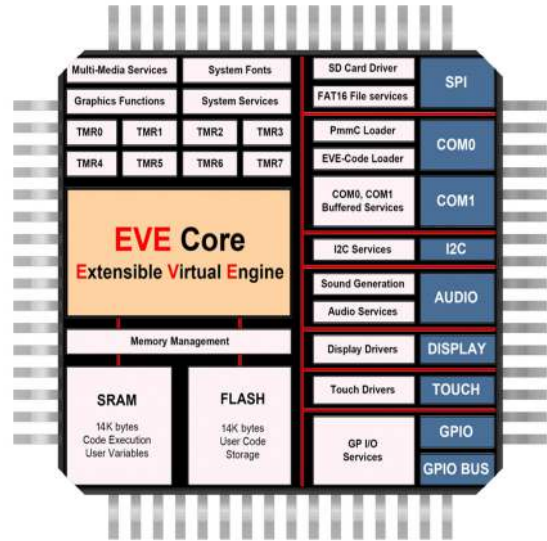 Multi-Media Services
System Fonts
Graphics Functions
System Services
TMR0
TMR1
TMR2
TMR3
TMR4
TMR5
TMR6
TMR7
EVE Core
Extensible Virtual Engine
Memory Management
SRAM
14K bytes
Code Execution
User Variables
FLASH
14K bytes
User Code
Storage
SD Card Driver
FAT16 File services
SPI
PmmC Loader
EVE-Code Loader
COM0
COM0, COM1
Buffered Services
COM1
I2C Services
I2C
Sound Generation
Audio Services
AUDIO
Display Drivers
DISPLAY
Touch Drivers
TOUCH
GP I/O
Services
GPIO
GPIO BUS